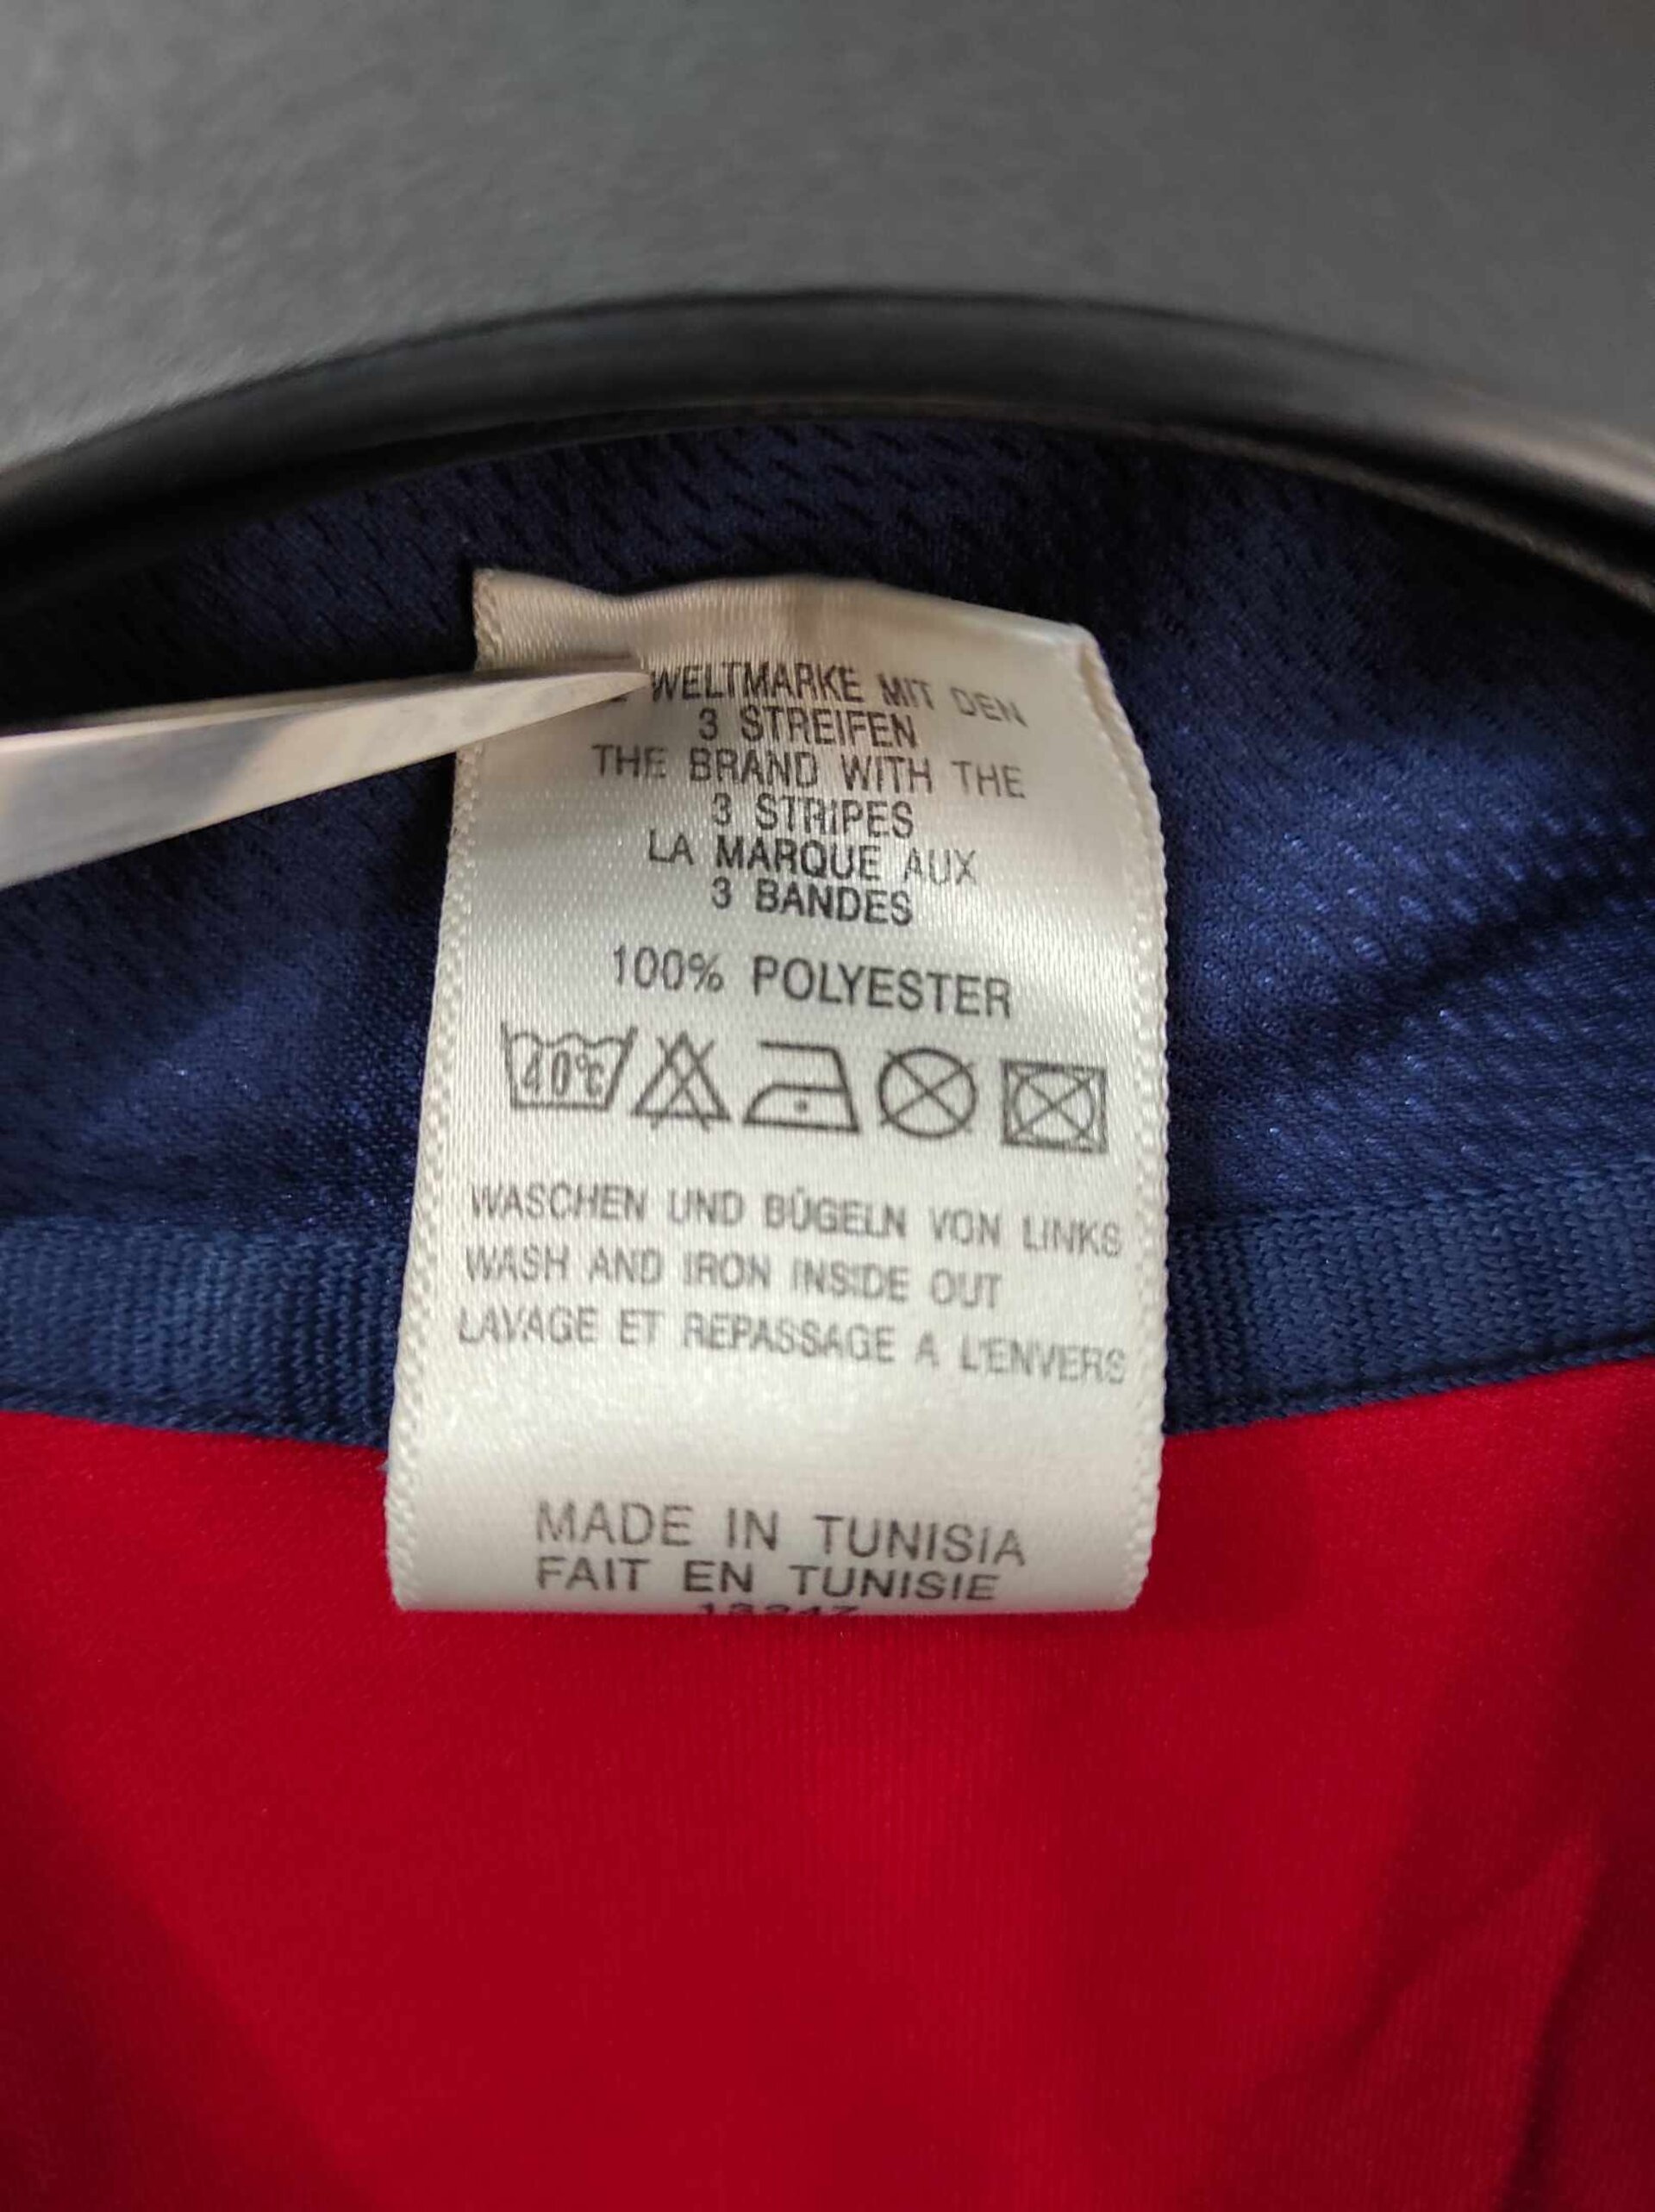 WELTMARKE MIT DEN
3 STREIFEN
THE BRAND WITH THE
3 STRIPES
LA MARQUE AUX
3 BANDES
100% POLYESTER
40°C
WASCHEN UND BÜGELN VON LINKS
WASH AND IRON INSIDE OUT
LAVAGE ET REPASSAGE A L'ENVERS
MADE IN TUNISIA
FAIT EN TUNISIE